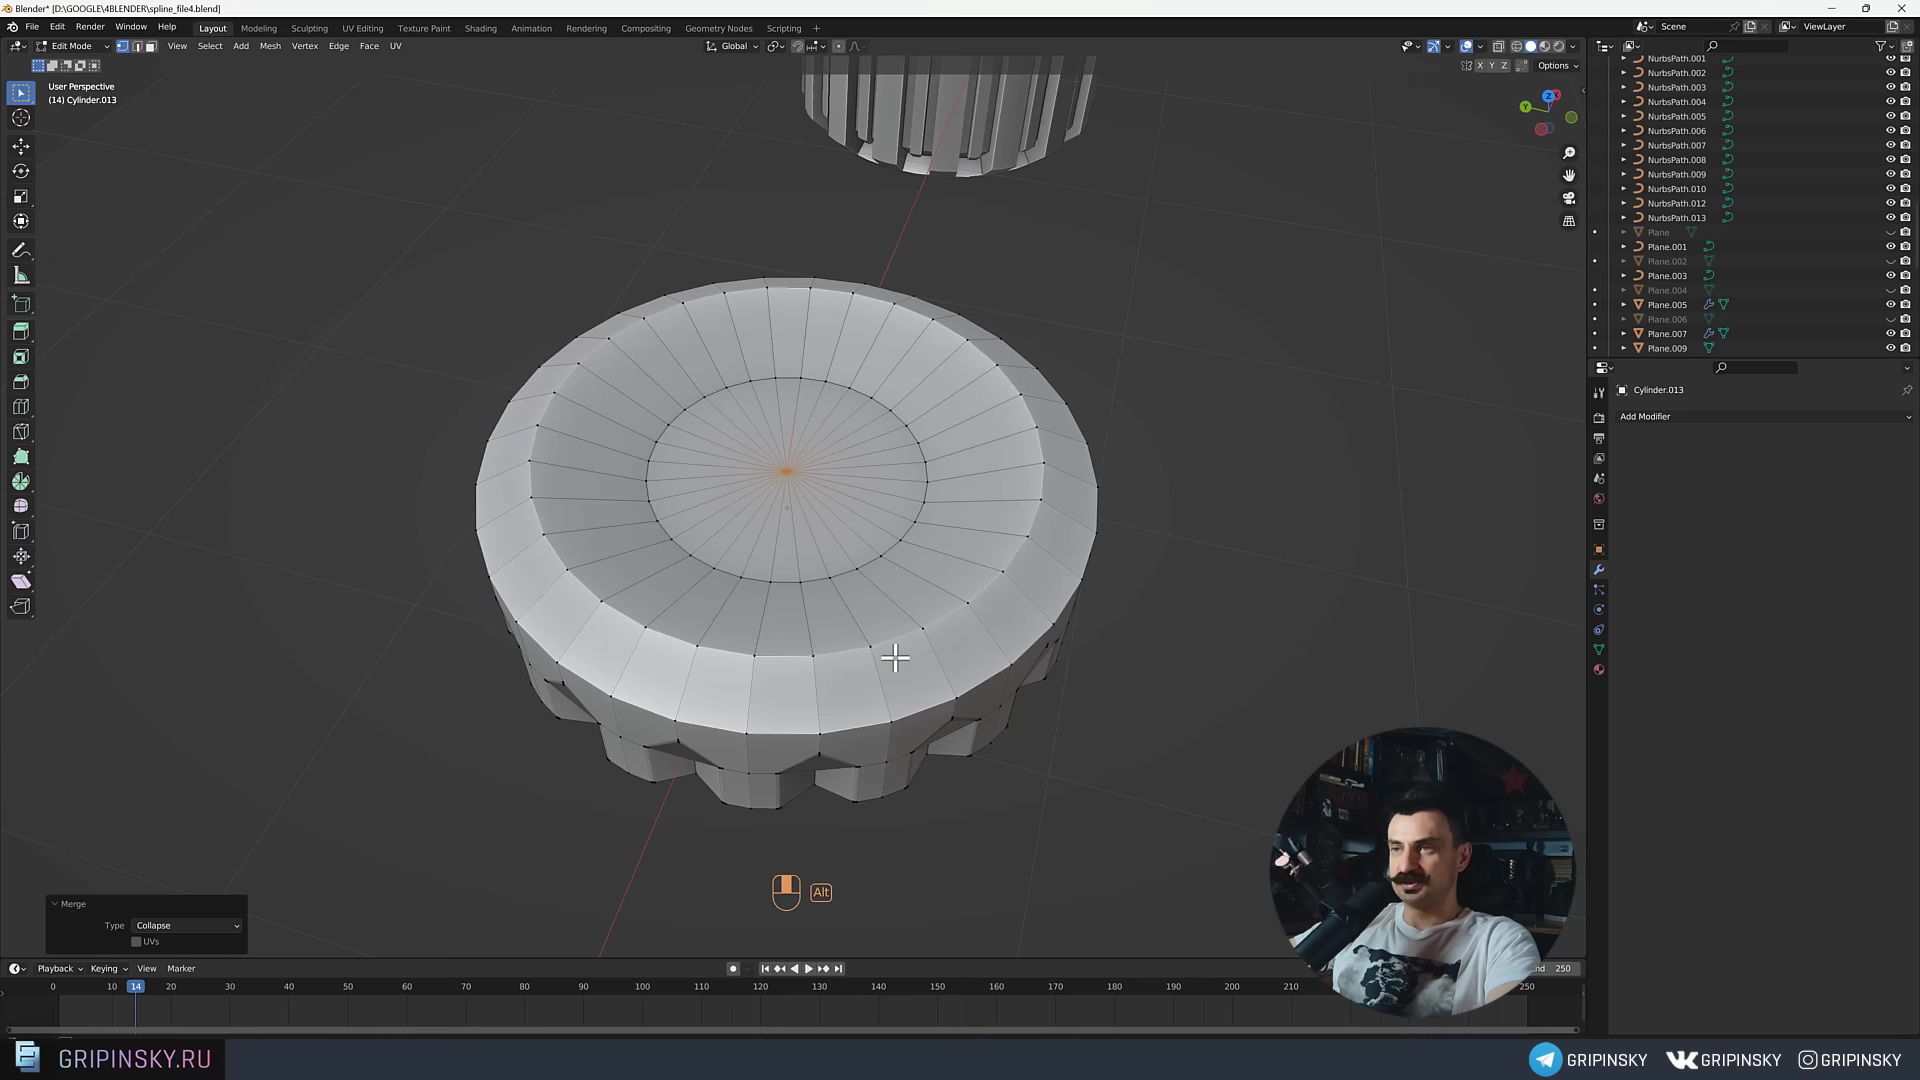 Blender* [D:\GOOGLE\4BLENDER\spline_file4.blend]
File Edit Render Window Help Layout Modeling Sculpting UV Editing Texture Paint Shading Animation Rendering Compositing Geometry Nodes Scripting + Scene ViewLayer
Edit Mode View Select Add Mesh Vertex Edge Face UV Global
X Y Z Options
User Perspective
(14) Cylinder.013
Z X Y
NurbsPath.001
NurbsPath.002
NurbsPath.003
NurbsPath.004
NurbsPath.005
NurbsPath.006
NurbsPath.007
NurbsPath.008
NurbsPath.009
NurbsPath.010
NurbsPath.012
NurbsPath.013
Plane
Plane.001
Plane.002
Plane.003
Plane.004
Plane.005
Plane.006
Plane.007
Plane.009
Cylinder.013
Add Modifier
Alt
Merge
Type Collapse
UVs
Playback Keying View Marker 250
0 10 14 20 30 40 50 60 70 80 90 100 110 120 130 140 150 160 170 180 190 200 210 250
GRIPINSKY.RU
GRIPINSKY GRIPINSKY GRIPINSKY